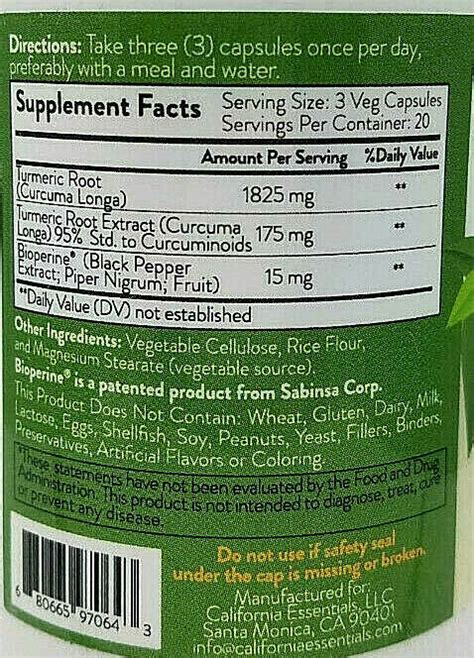 Directions: Take three (3) capsules once per day,
preferably with a meal and water.
Supplement Facts
Serving Size: 3 Veg Capsules
Servings Per Container: 20
Amount Per Serving %Daily Value
Turmeric Root
(Curcuma Longa) 1825 mg **
Turmeric Root Extract (Curcuma
Longa) 95% Std. to Curcuminoids 175 mg **
Bioperine® (Black Pepper
Extract; Piper Nigrum; Fruit) 15 mg **
**Daily Value (DV) not established
Other Ingredients: Vegetable Cellulose, Rice Flour,
and Magnesium Stearate (vegetable source).
Bioperine® is a patented product from Sabinsa Corp.
This Product Does Not Contain: Wheat, Gluten, Dairy, Milk,
Lactose, Eggs, Shellfish, Soy, Peanuts, Yeast, Fillers, Binders,
Preservatives, Artificial Flavors or Coloring.
*These statements have not been evaluated by the Food and Drug
Administration. This product is not intended to diagnose, treat, cure
or prevent any disease.
Do not use if safety seal
under the cap is missing or broken.
Manufactured for:
California Essentials, LLC
Santa Monica, CA 90401
info@californiaessentials.com
6 80665 97064 3